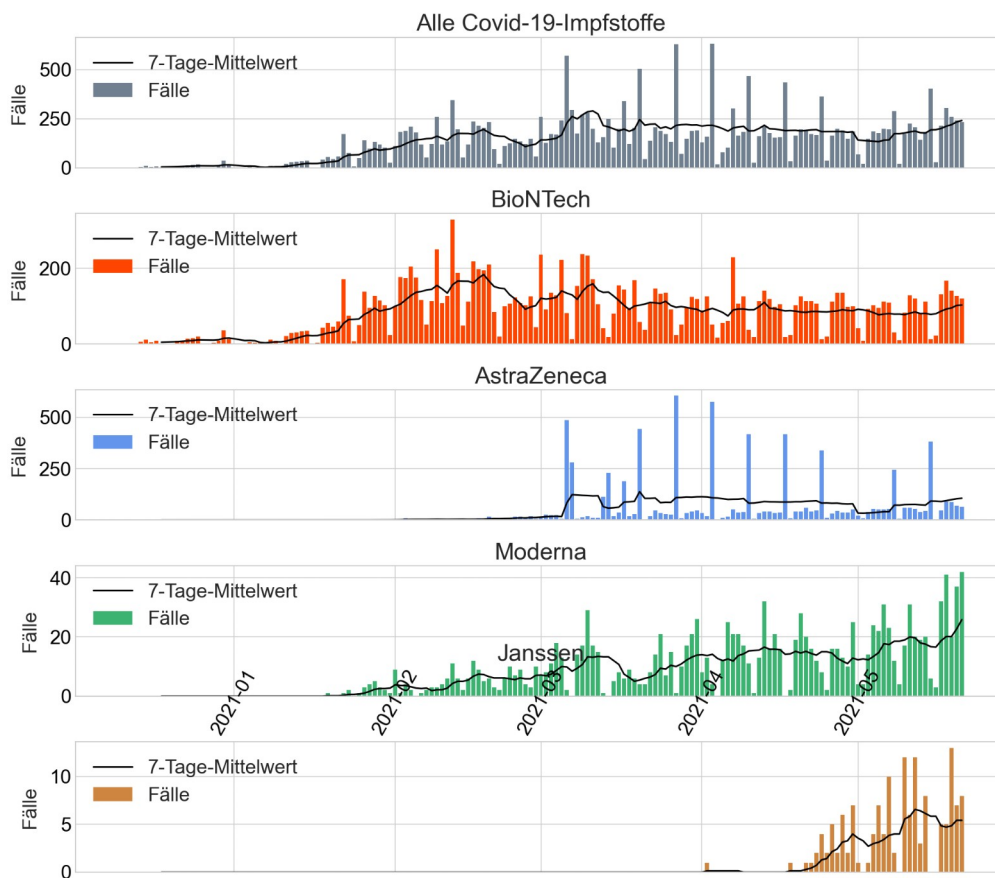 Alle Covid-19-Impfstoffe
7-Tage-Mittelwert
Fälle
Fälle
500
250
0
BioNTech
7-Tage-Mittelwert
Fälle
Fälle
200
0
AstraZeneca
7-Tage-Mittelwert
Fälle
Fälle
500
250
0
Moderna
7-Tage-Mittelwert
Fälle
Fälle
40
20
0
Janssen
2021-01
2021-02
2021-03
2021-04
2021-05
7-Tage-Mittelwert
Fälle
Fälle
10
5
0